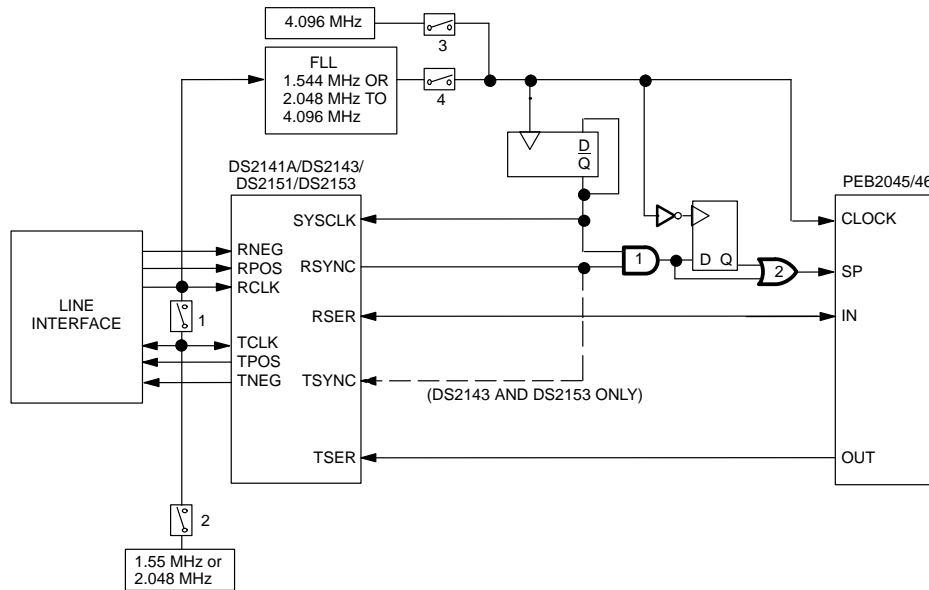 4.096 MHz
3
FLL
1.544 MHz OR
2.048 MHz TO
4.096 MHz
4
D
Q
DS2141A/DS2143/
DS2151/DS2153
PEB2045/46
SYSCLK
CLOCK
LINE
INTERFACE
RNEG
RPOS
RCLK
RSYNC
1
D Q
2
SP
1
RSER
IN
TCLK
TPOS
TNEG
TSYNC
(DS2143 AND DS2153 ONLY)
TSER
OUT
2
1.55 MHz or
2.048 MHz